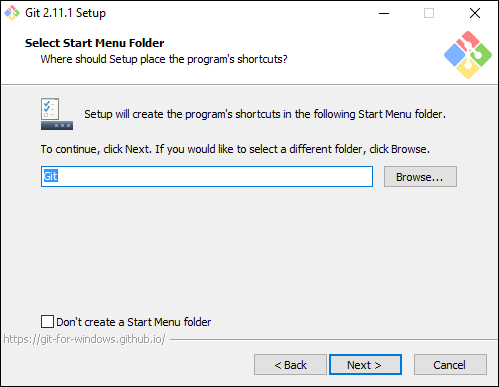 Git 2.11.1 Setup
Select Start Menu Folder
Where should Setup place the program's shortcuts?
Setup will create the program's shortcuts in the following Start Menu folder.
To continue, click Next. If you would like to select a different folder, click Browse.
Git
Browse...
Don't create a Start Menu folder
https://git-for-windows.github.io/
< Back
Next >
Cancel